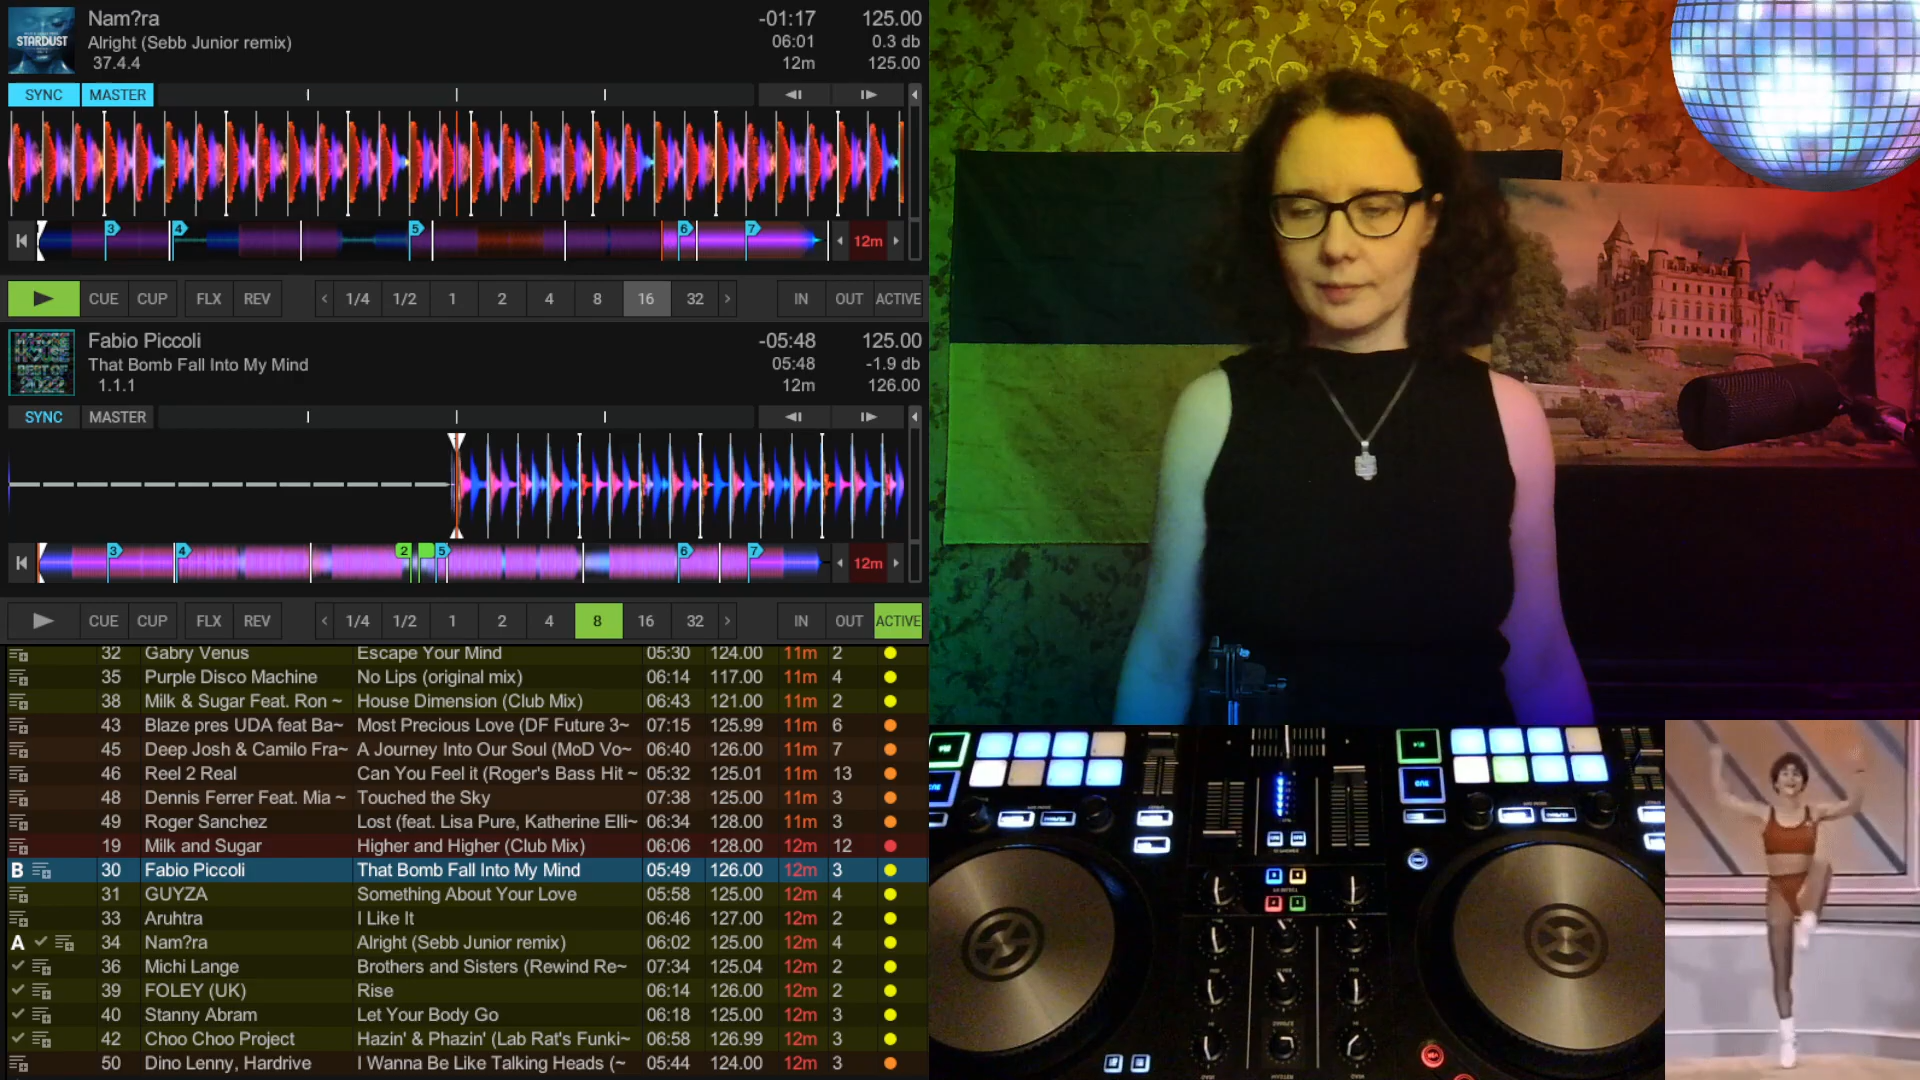 STARDUST
Nam?ra
-01:17
125.00
Alright (Sebb Junior remix)
06:01
0.3 db
37.4.4
12m
125.00
SYNC
MASTER
3
4
5
6
7
12m
CUE
CUP
FLX
REV
1/4
1/2
1
2
4
8
16
32
IN
OUT
ACTIVE
BEST OF
2022
Fabio Piccoli
-05:48
125.00
That Bomb Fall Into My Mind
05:48
-1.9 db
1.1.1
12m
126.00
SYNC
MASTER
3
4
2
5
6
7
12m
CUE
CUP
FLX
REV
1/4
1/2
1
2
4
8
16
32
IN
OUT
ACTIVE
32 Gabry Venus Escape Your Mind 05:30 124.00 11m 2
35 Purple Disco Machine No Lips (original mix) 06:14 117.00 11m 4
38 Milk & Sugar Feat. Ron ~ House Dimension (Club Mix) 06:43 121.00 11m 2
43 Blaze pres UDA feat Ba~ Most Precious Love (DF Future 3~ 07:15 125.99 11m 6
45 Deep Josh & Camilo Fra~ A Journey Into Our Soul (MoD Vo~ 06:40 126.00 11m 7
46 Reel 2 Real Can You Feel it (Roger's Bass Hit ~ 05:32 125.01 11m 13
48 Dennis Ferrer Feat. Mia ~ Touched the Sky 07:38 125.00 11m 3
49 Roger Sanchez Lost (feat. Lisa Pure, Katherine Elli~ 06:34 128.00 11m 3
19 Milk and Sugar Higher and Higher (Club Mix) 06:06 128.00 12m 12
B 30 Fabio Piccoli That Bomb Fall Into My Mind 05:49 126.00 12m 3
31 GUYZA Something About Your Love 05:58 125.00 12m 4
33 Aruhtra I Like It 06:46 127.00 12m 2
A 34 Nam?ra Alright (Sebb Junior remix) 06:02 125.00 12m 4
36 Michi Lange Brothers and Sisters (Rewind Re~ 07:34 125.04 12m 2
39 FOLEY (UK) Rise 06:14 126.00 12m 2
40 Stanny Abram Let Your Body Go 06:18 125.00 12m 3
42 Choo Choo Project Hazin' & Phazin' (Lab Rat's Funki~ 06:58 126.99 12m 3
50 Dino Lenny, Hardrive I Wanna Be Like Talking Heads (~ 05:44 124.00 12m 3